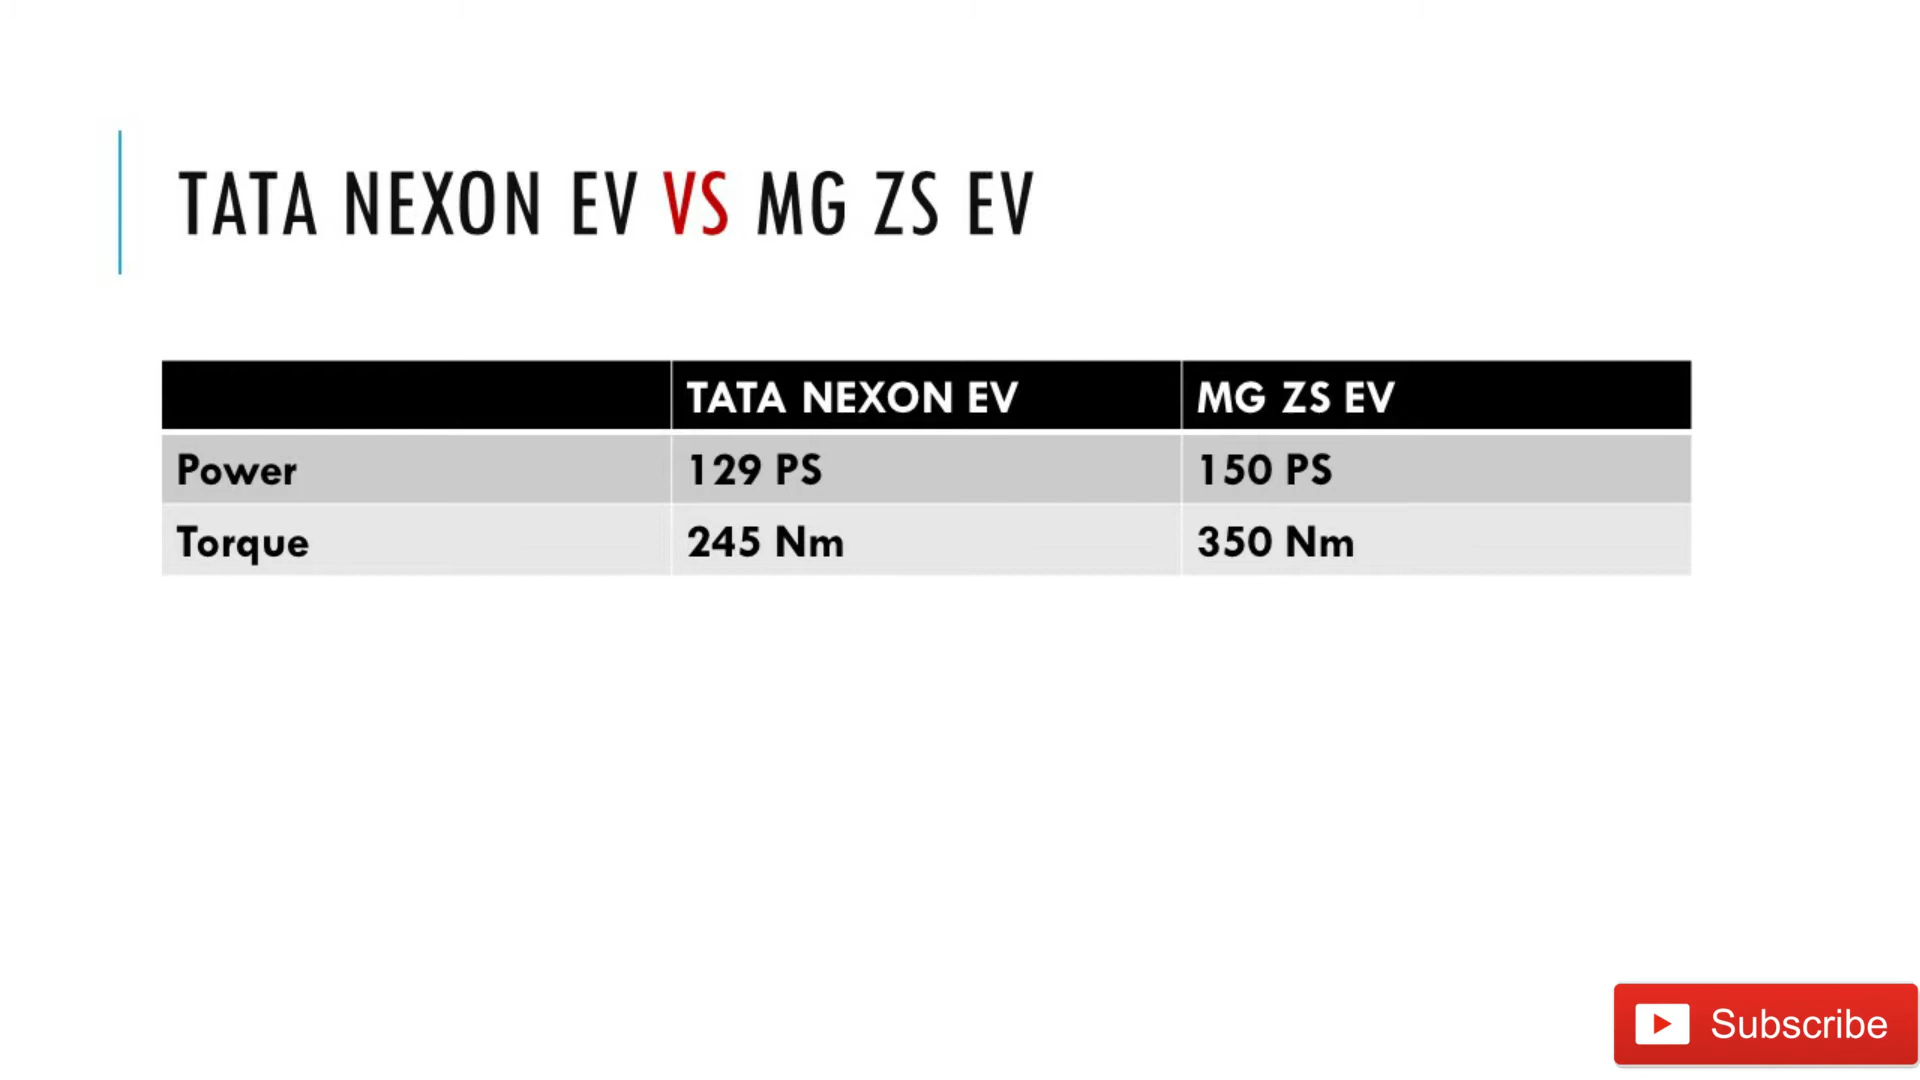 TATA NEXON EV VS MG ZS EV
TATA NEXON EV MG ZS EV
Power 129 PS 150 PS
Torque 245 Nm 350 Nm
Subscribe